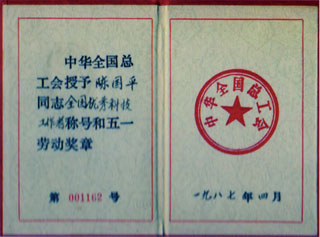 中华全国总
工会授予陈国平
同志全国优秀科技
工作者称号和五一
劳动奖章
第 001162 号
中华全国总工会
一九八七年四月